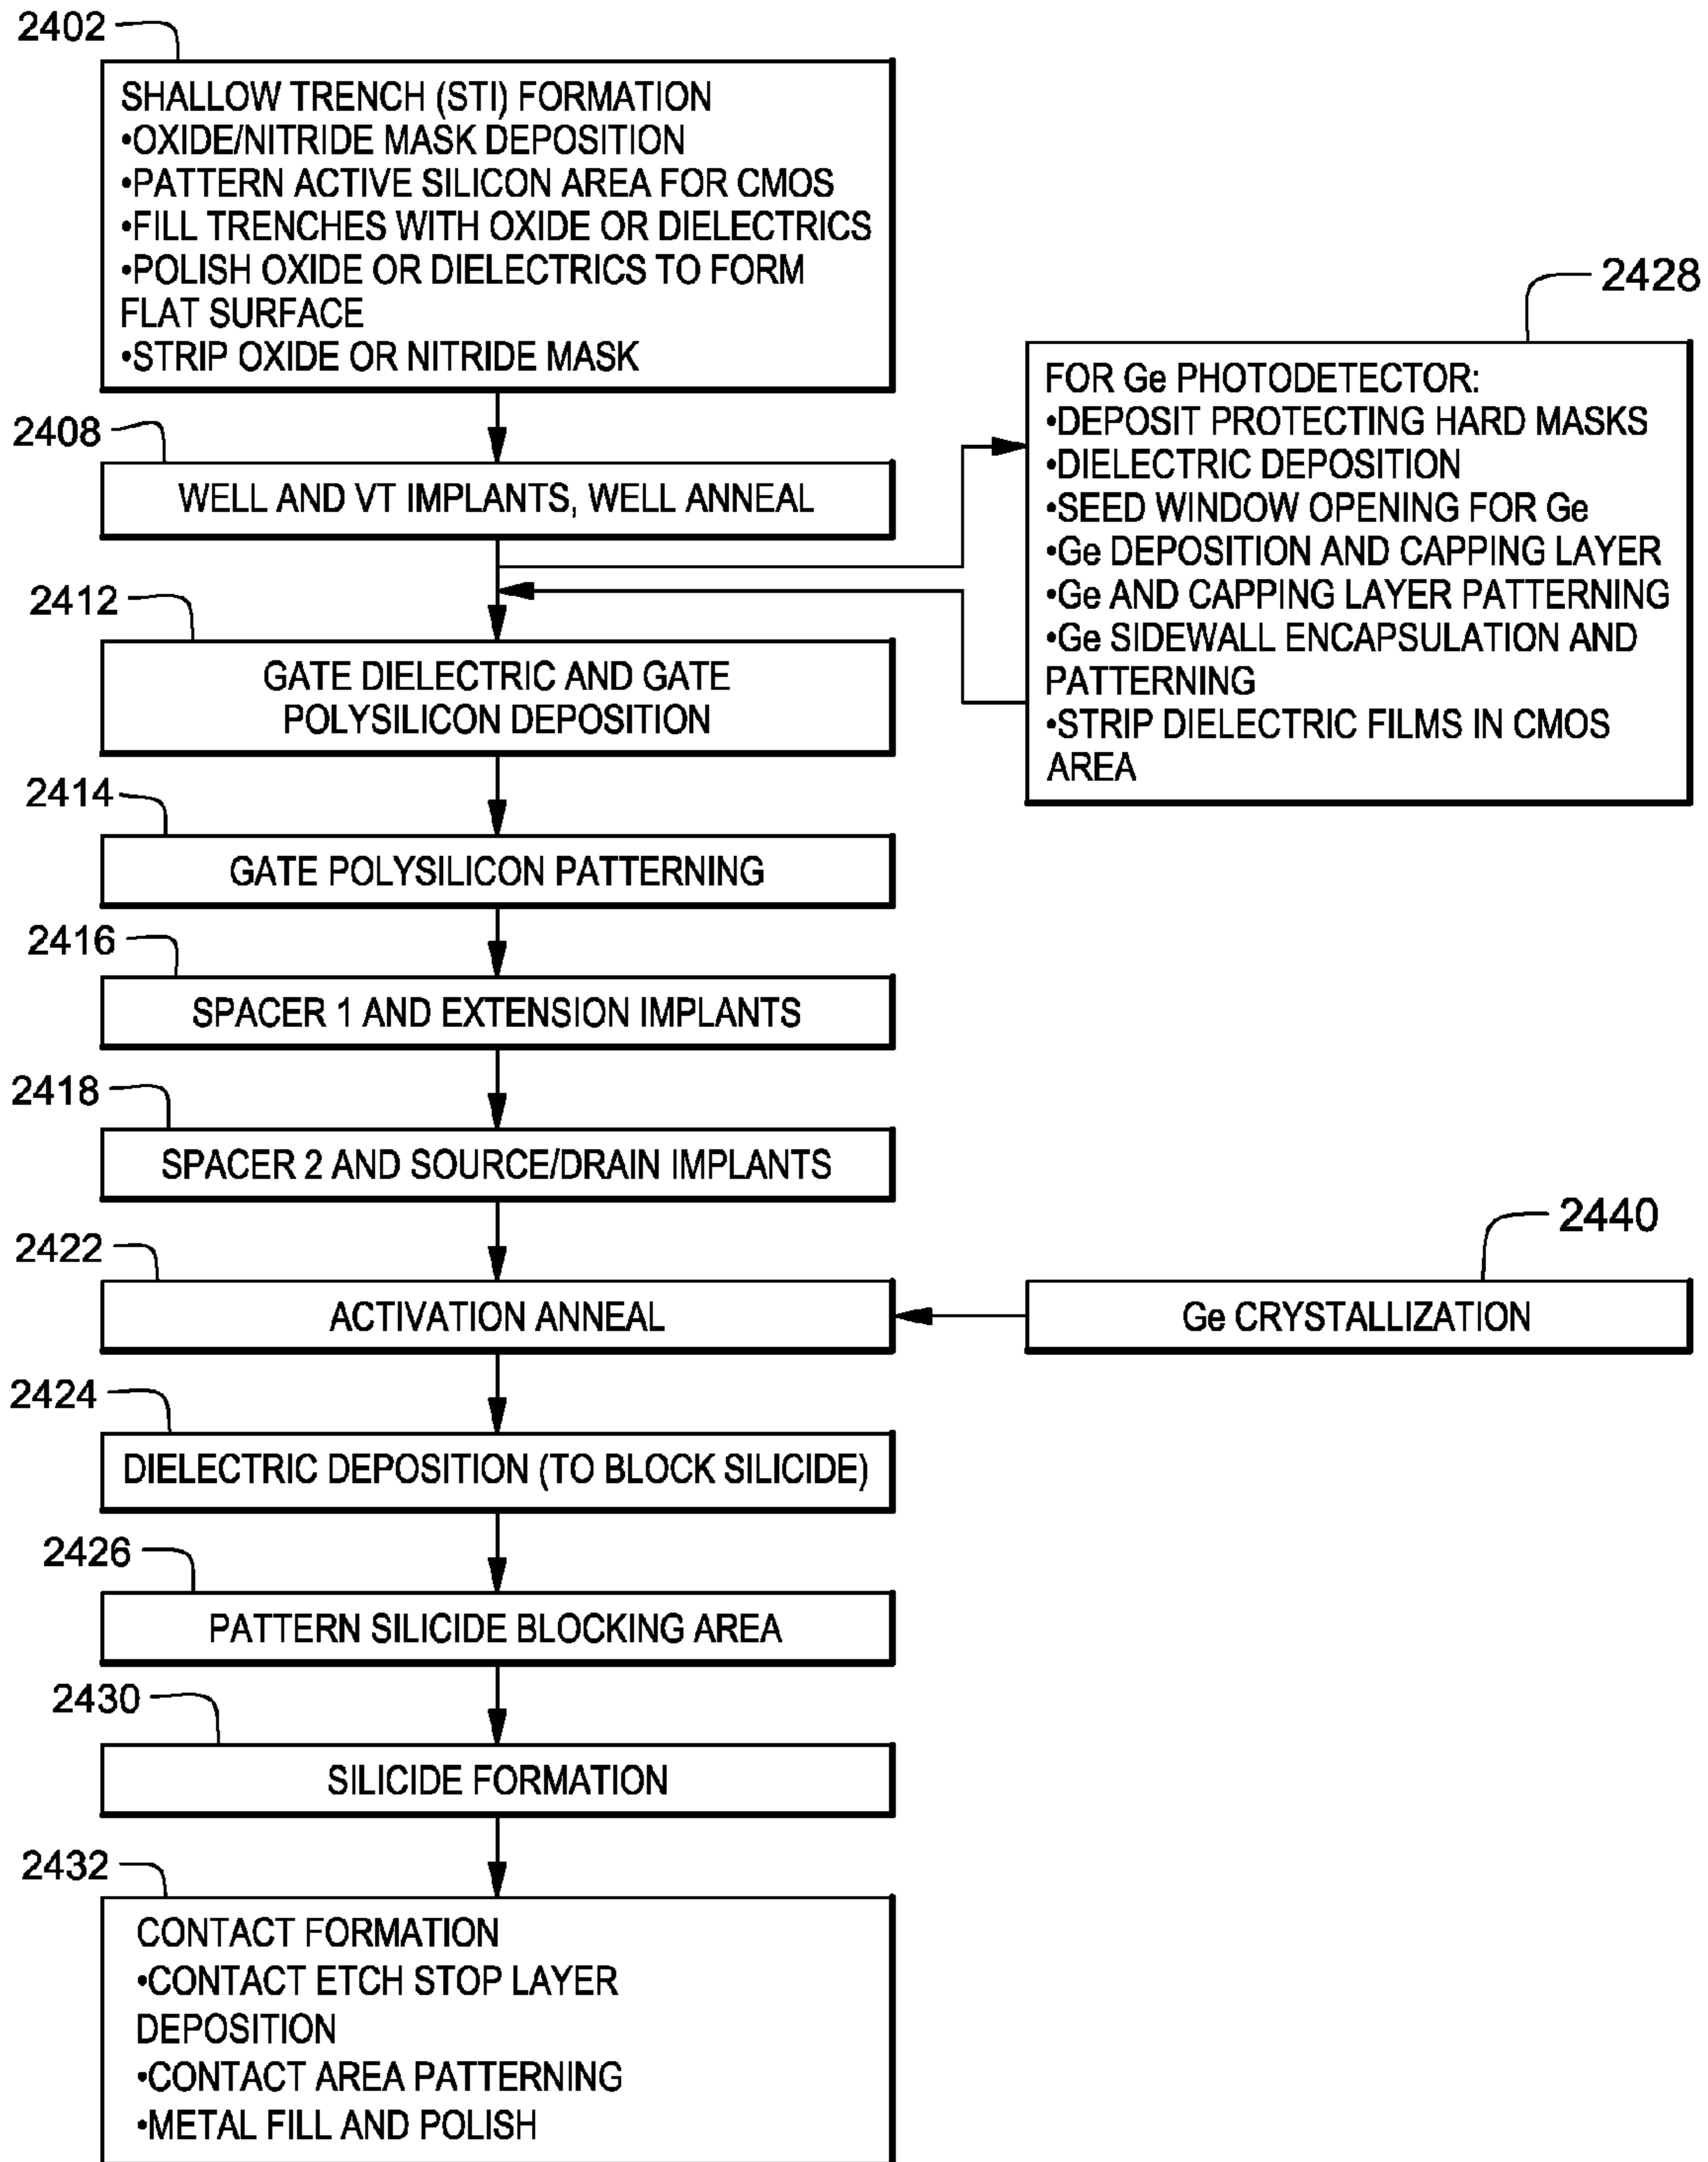 2402
SHALLOW TRENCH (STI) FORMATION
•OXIDE/NITRIDE MASK DEPOSITION
•PATTERN ACTIVE SILICON AREA FOR CMOS
•FILL TRENCHES WITH OXIDE OR DIELECTRICS
•POLISH OXIDE OR DIELECTRICS TO FORM
FLAT SURFACE
•STRIP OXIDE OR NITRIDE MASK
2408
WELL AND VT IMPLANTS, WELL ANNEAL
2428
FOR Ge PHOTODETECTOR:
•DEPOSIT PROTECTING HARD MASKS
•DIELECTRIC DEPOSITION
•SEED WINDOW OPENING FOR Ge
•Ge DEPOSITION AND CAPPING LAYER
•Ge AND CAPPING LAYER PATTERNING
•Ge SIDEWALL ENCAPSULATION AND
PATTERNING
•STRIP DIELECTRIC FILMS IN CMOS
AREA
2412
GATE DIELECTRIC AND GATE
POLYSILICON DEPOSITION
2414
GATE POLYSILICON PATTERNING
2416
SPACER 1 AND EXTENSION IMPLANTS
2418
SPACER 2 AND SOURCE/DRAIN IMPLANTS
2422
ACTIVATION ANNEAL
2440
Ge CRYSTALLIZATION
2424
DIELECTRIC DEPOSITION (TO BLOCK SILICIDE)
2426
PATTERN SILICIDE BLOCKING AREA
2430
SILICIDE FORMATION
2432
CONTACT FORMATION
•CONTACT ETCH STOP LAYER
DEPOSITION
•CONTACT AREA PATTERNING
•METAL FILL AND POLISH